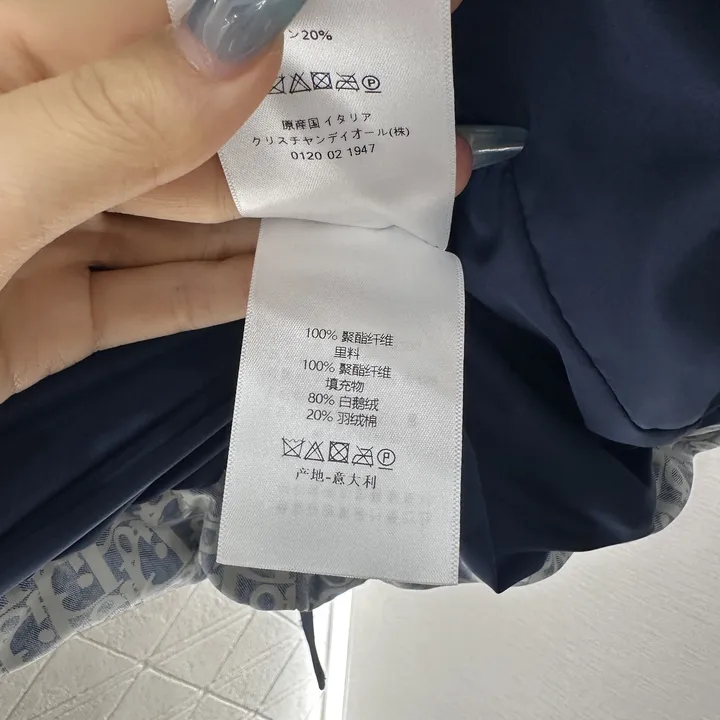 ン20%
原産国 イタリア
クリスチャンディオール(株)
0120 02 1947
100% 聚酯纤维
里料
100% 聚酯纤维
填充物
80% 白鹅绒
20% 羽绒棉
P
产地-意大利